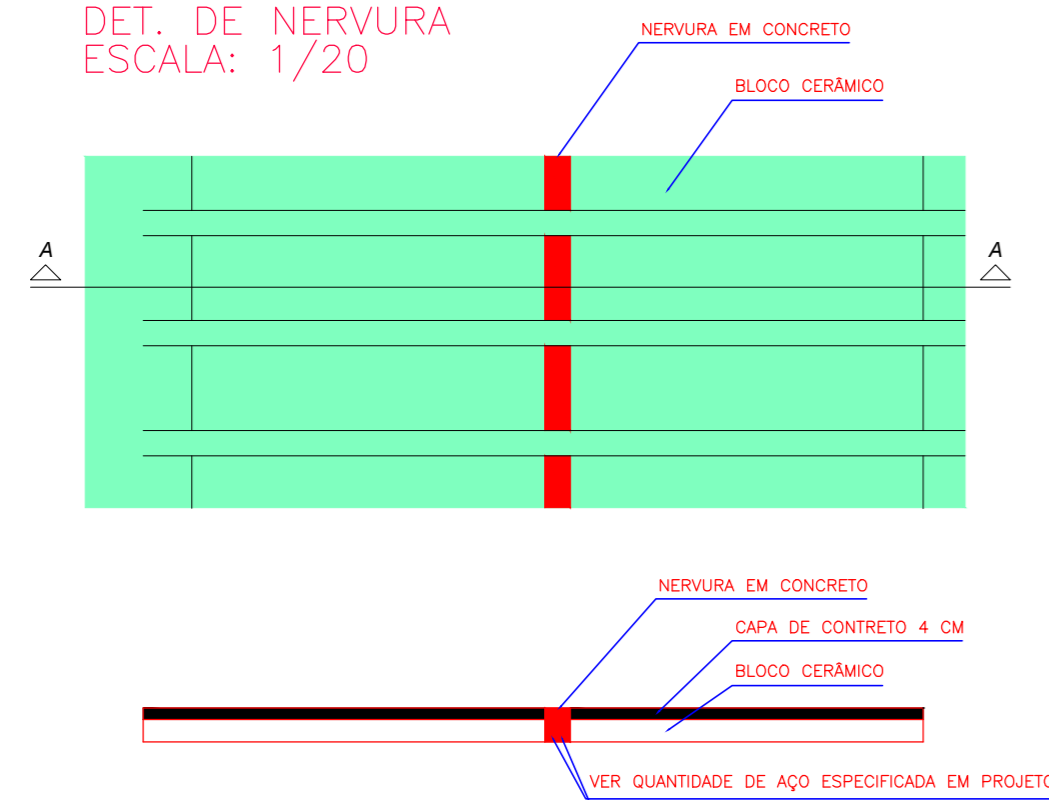 DET. DE NERVURA
ESCALA: 1/20
NERVURA EM CONCRETO
BLOCO CERÂMICO
A
A
NERVURA EM CONCRETO
CAPA DE CONTRETO 4 CM
BLOCO CERÂMICO
VER QUANTIDADE DE AÇO ESPECIFICADA EM PROJETO